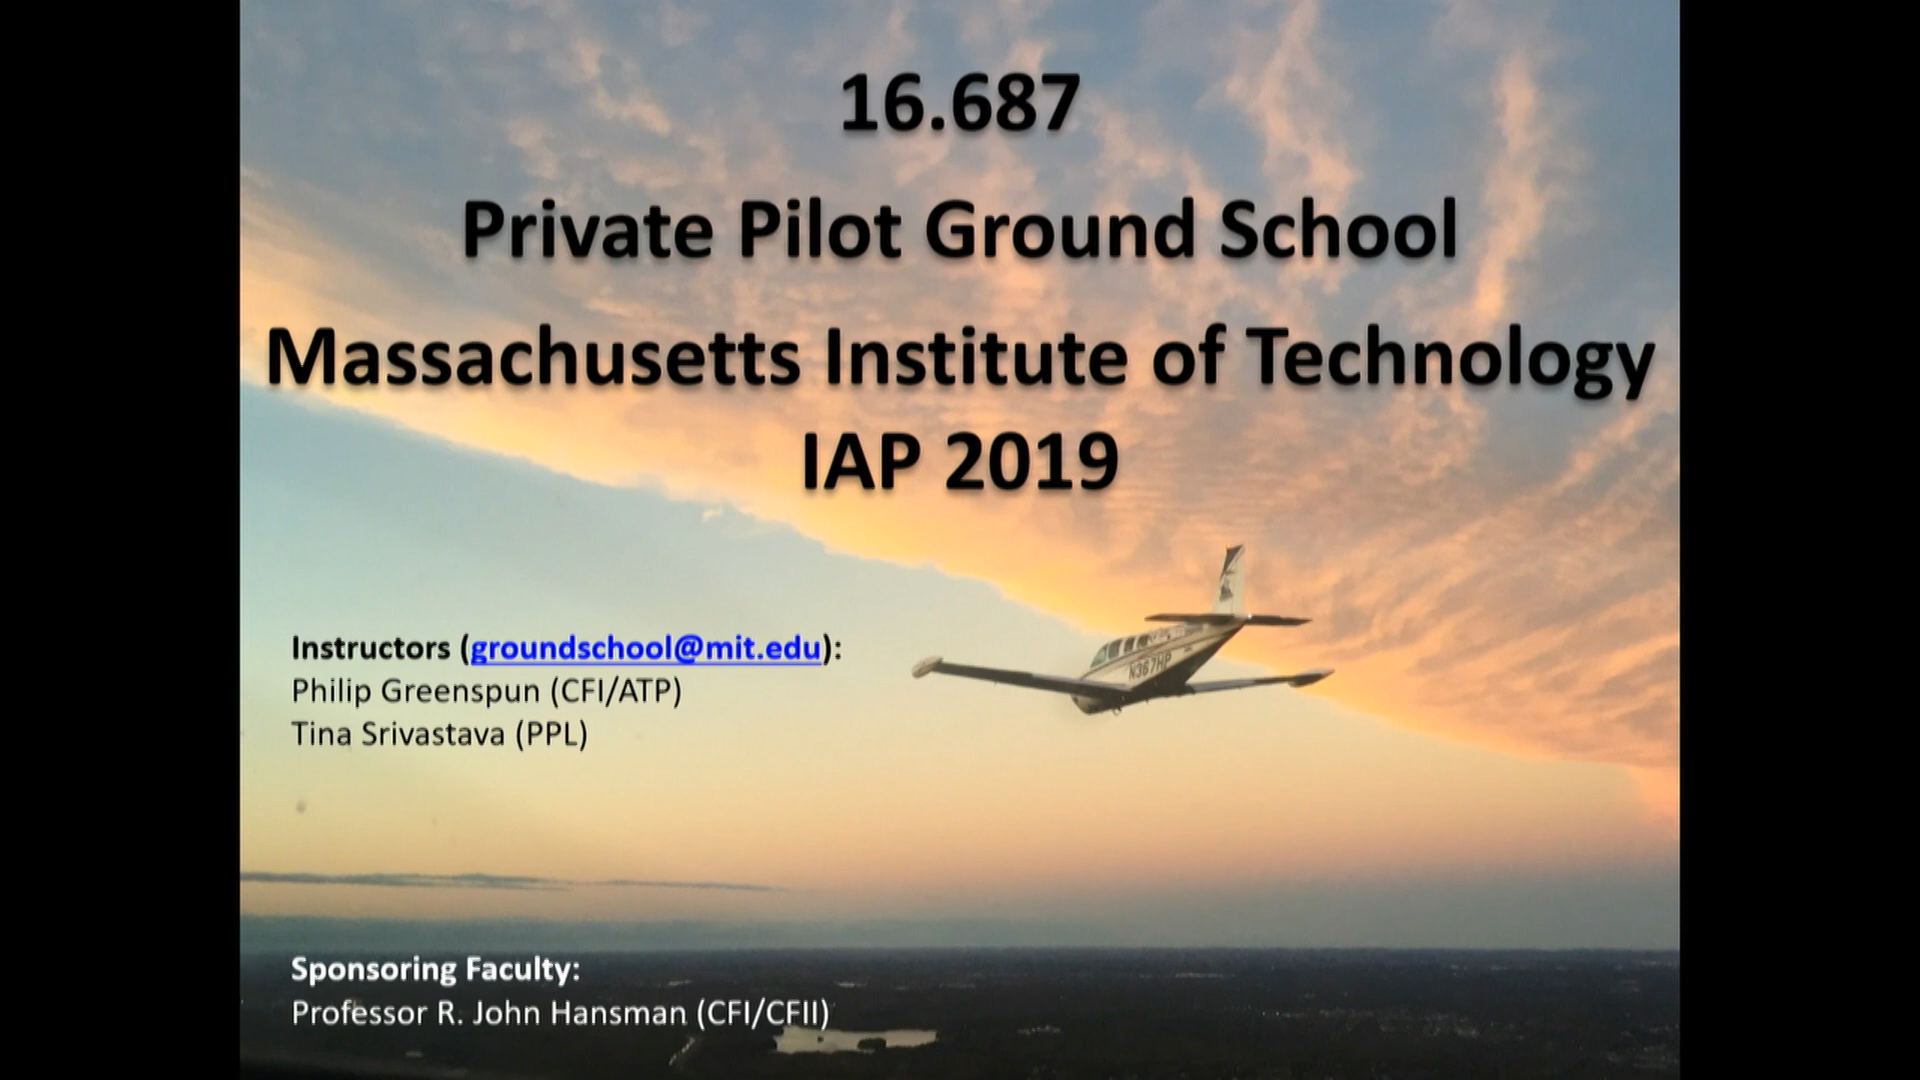 16.687
Private Pilot Ground School
Massachusetts Institute of Technology
IAP 2019
N367HP
Instructors (groundschool@mit.edu):
Philip Greenspun (CFI/ATP)
Tina Srivastava (PPL)
Sponsoring Faculty:
Professor R. John Hansman (CFI/CFII)